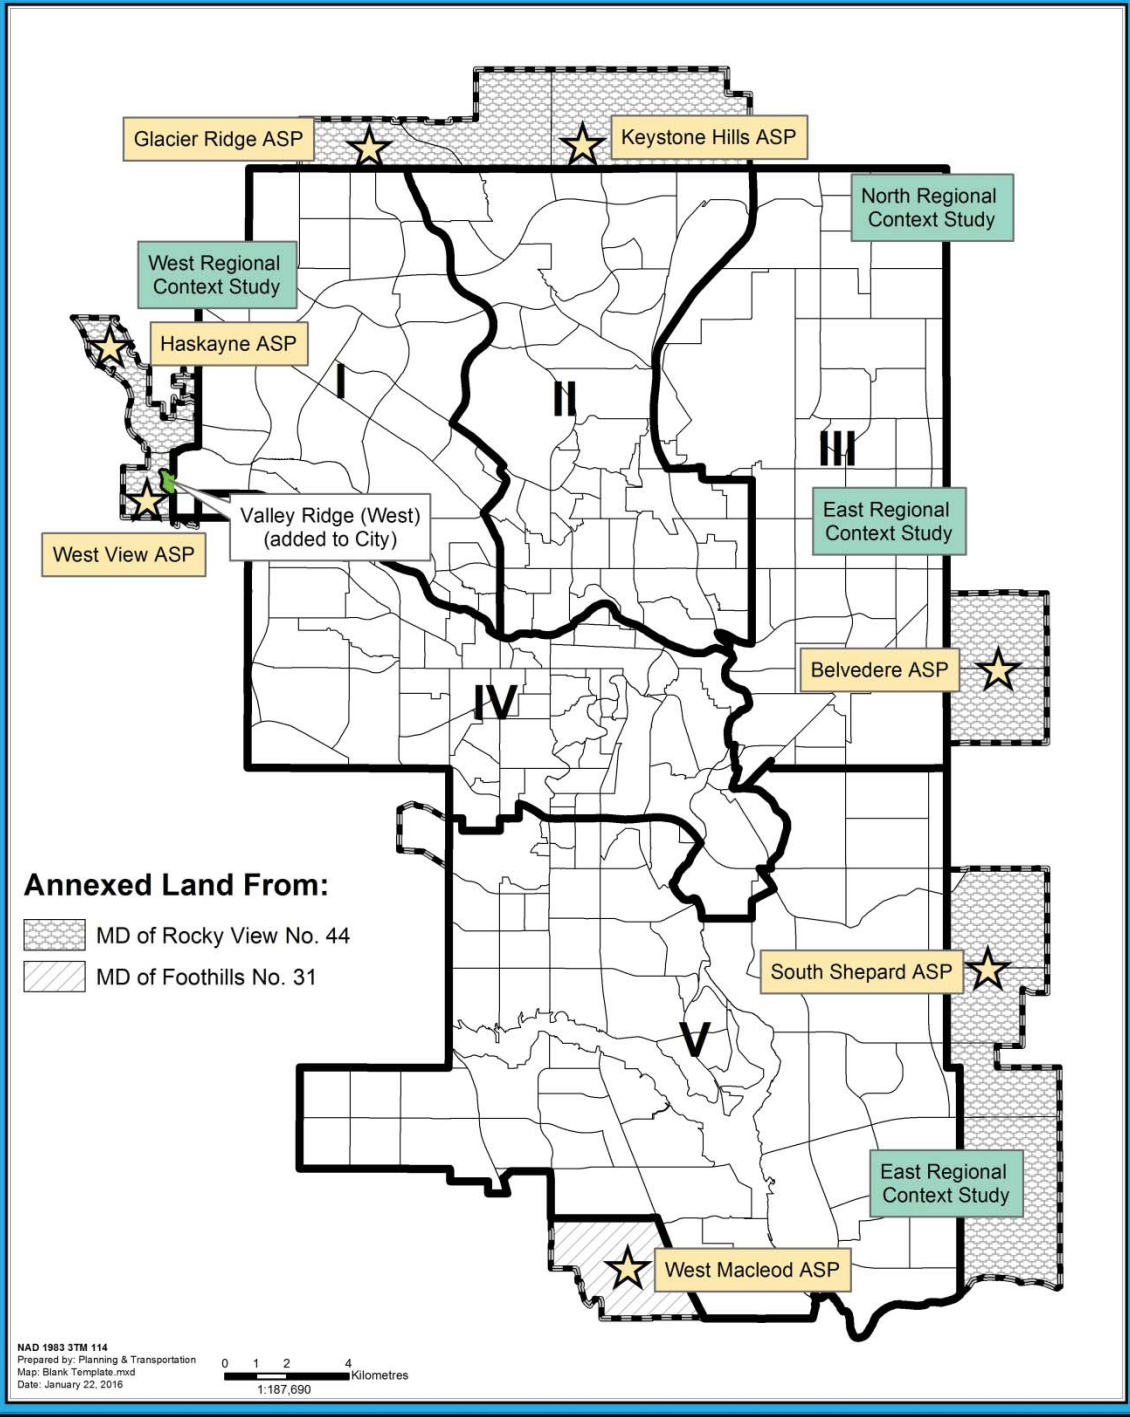 Glacier Ridge ASP
Keystone Hills ASP
North Regional
Context Study
West Regional
Context Study
Haskayne ASP
I
II
III
Valley Ridge (West)
(added to City)
East Regional
Context Study
West View ASP
Belvedere ASP
IV
Annexed Land From:
MD of Rocky View No. 44
MD of Foothills No. 31
South Shepard ASP
V
East Regional
Context Study
West Macleod ASP
NAD 1983 3TM 114
Prepared by: Planning & Transportation
Map: Blank Template.mxd
Date: January 22, 2016
0 1 2 4
Kilometres
1:187,690